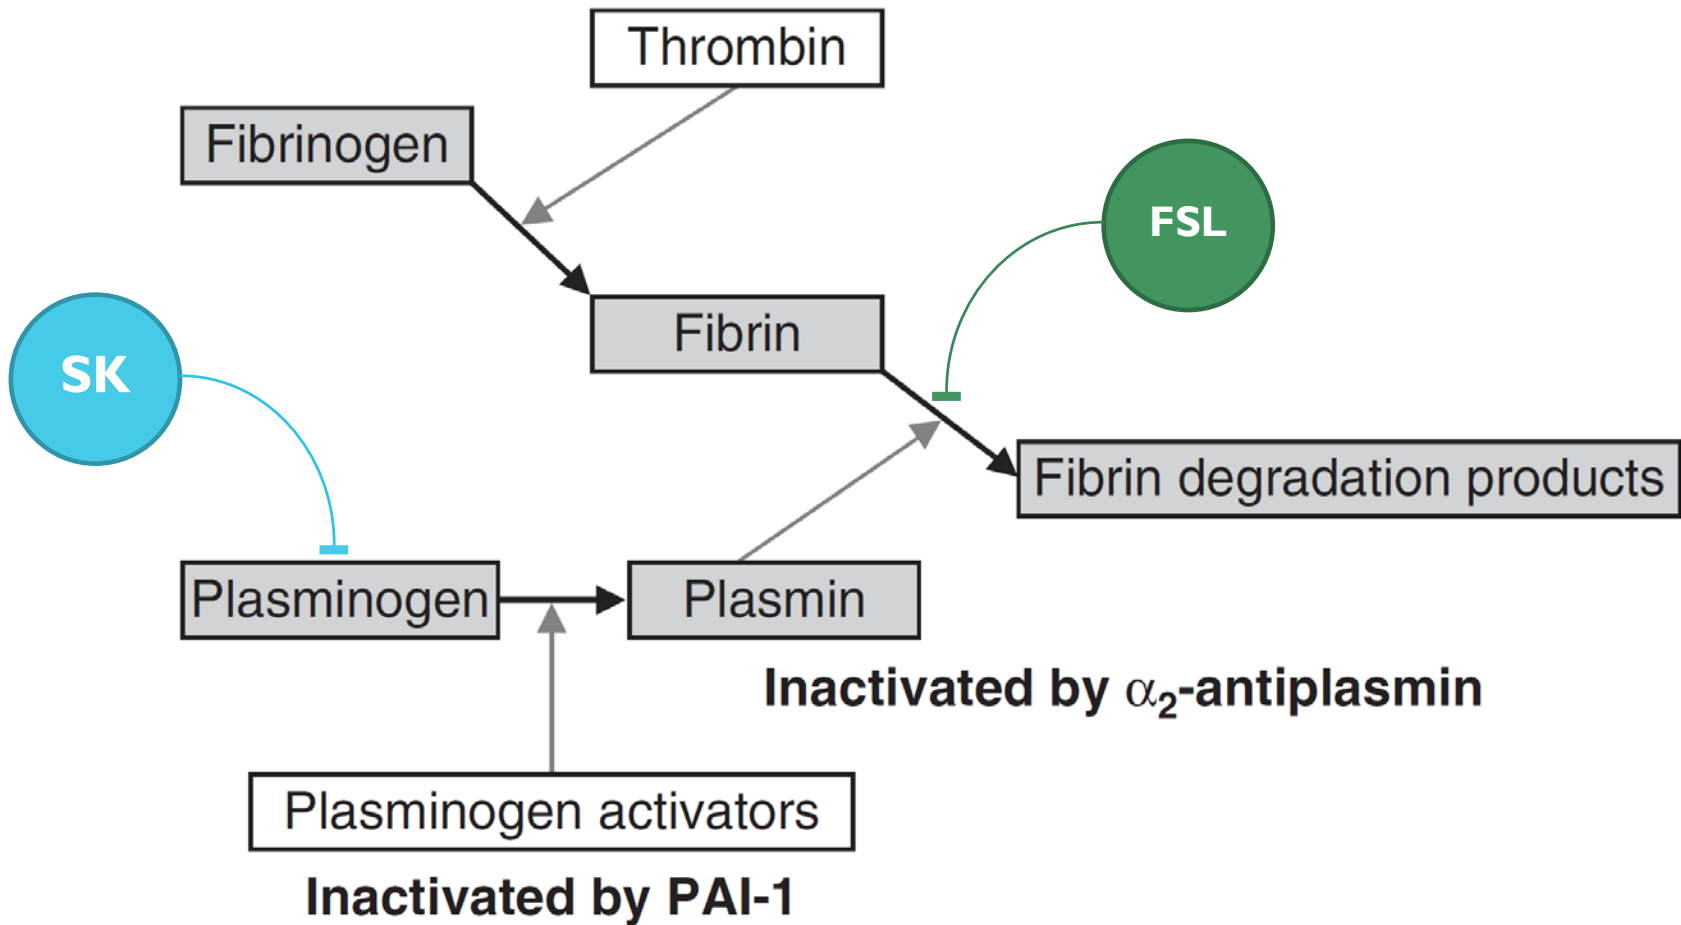 Thrombin
Fibrinogen
FSL
Fibrin
SK
Fibrin degradation products
Plasminogen
Plasmin
Inactivated by α2-antiplasmin
Plasminogen activators
Inactivated by PAI-1